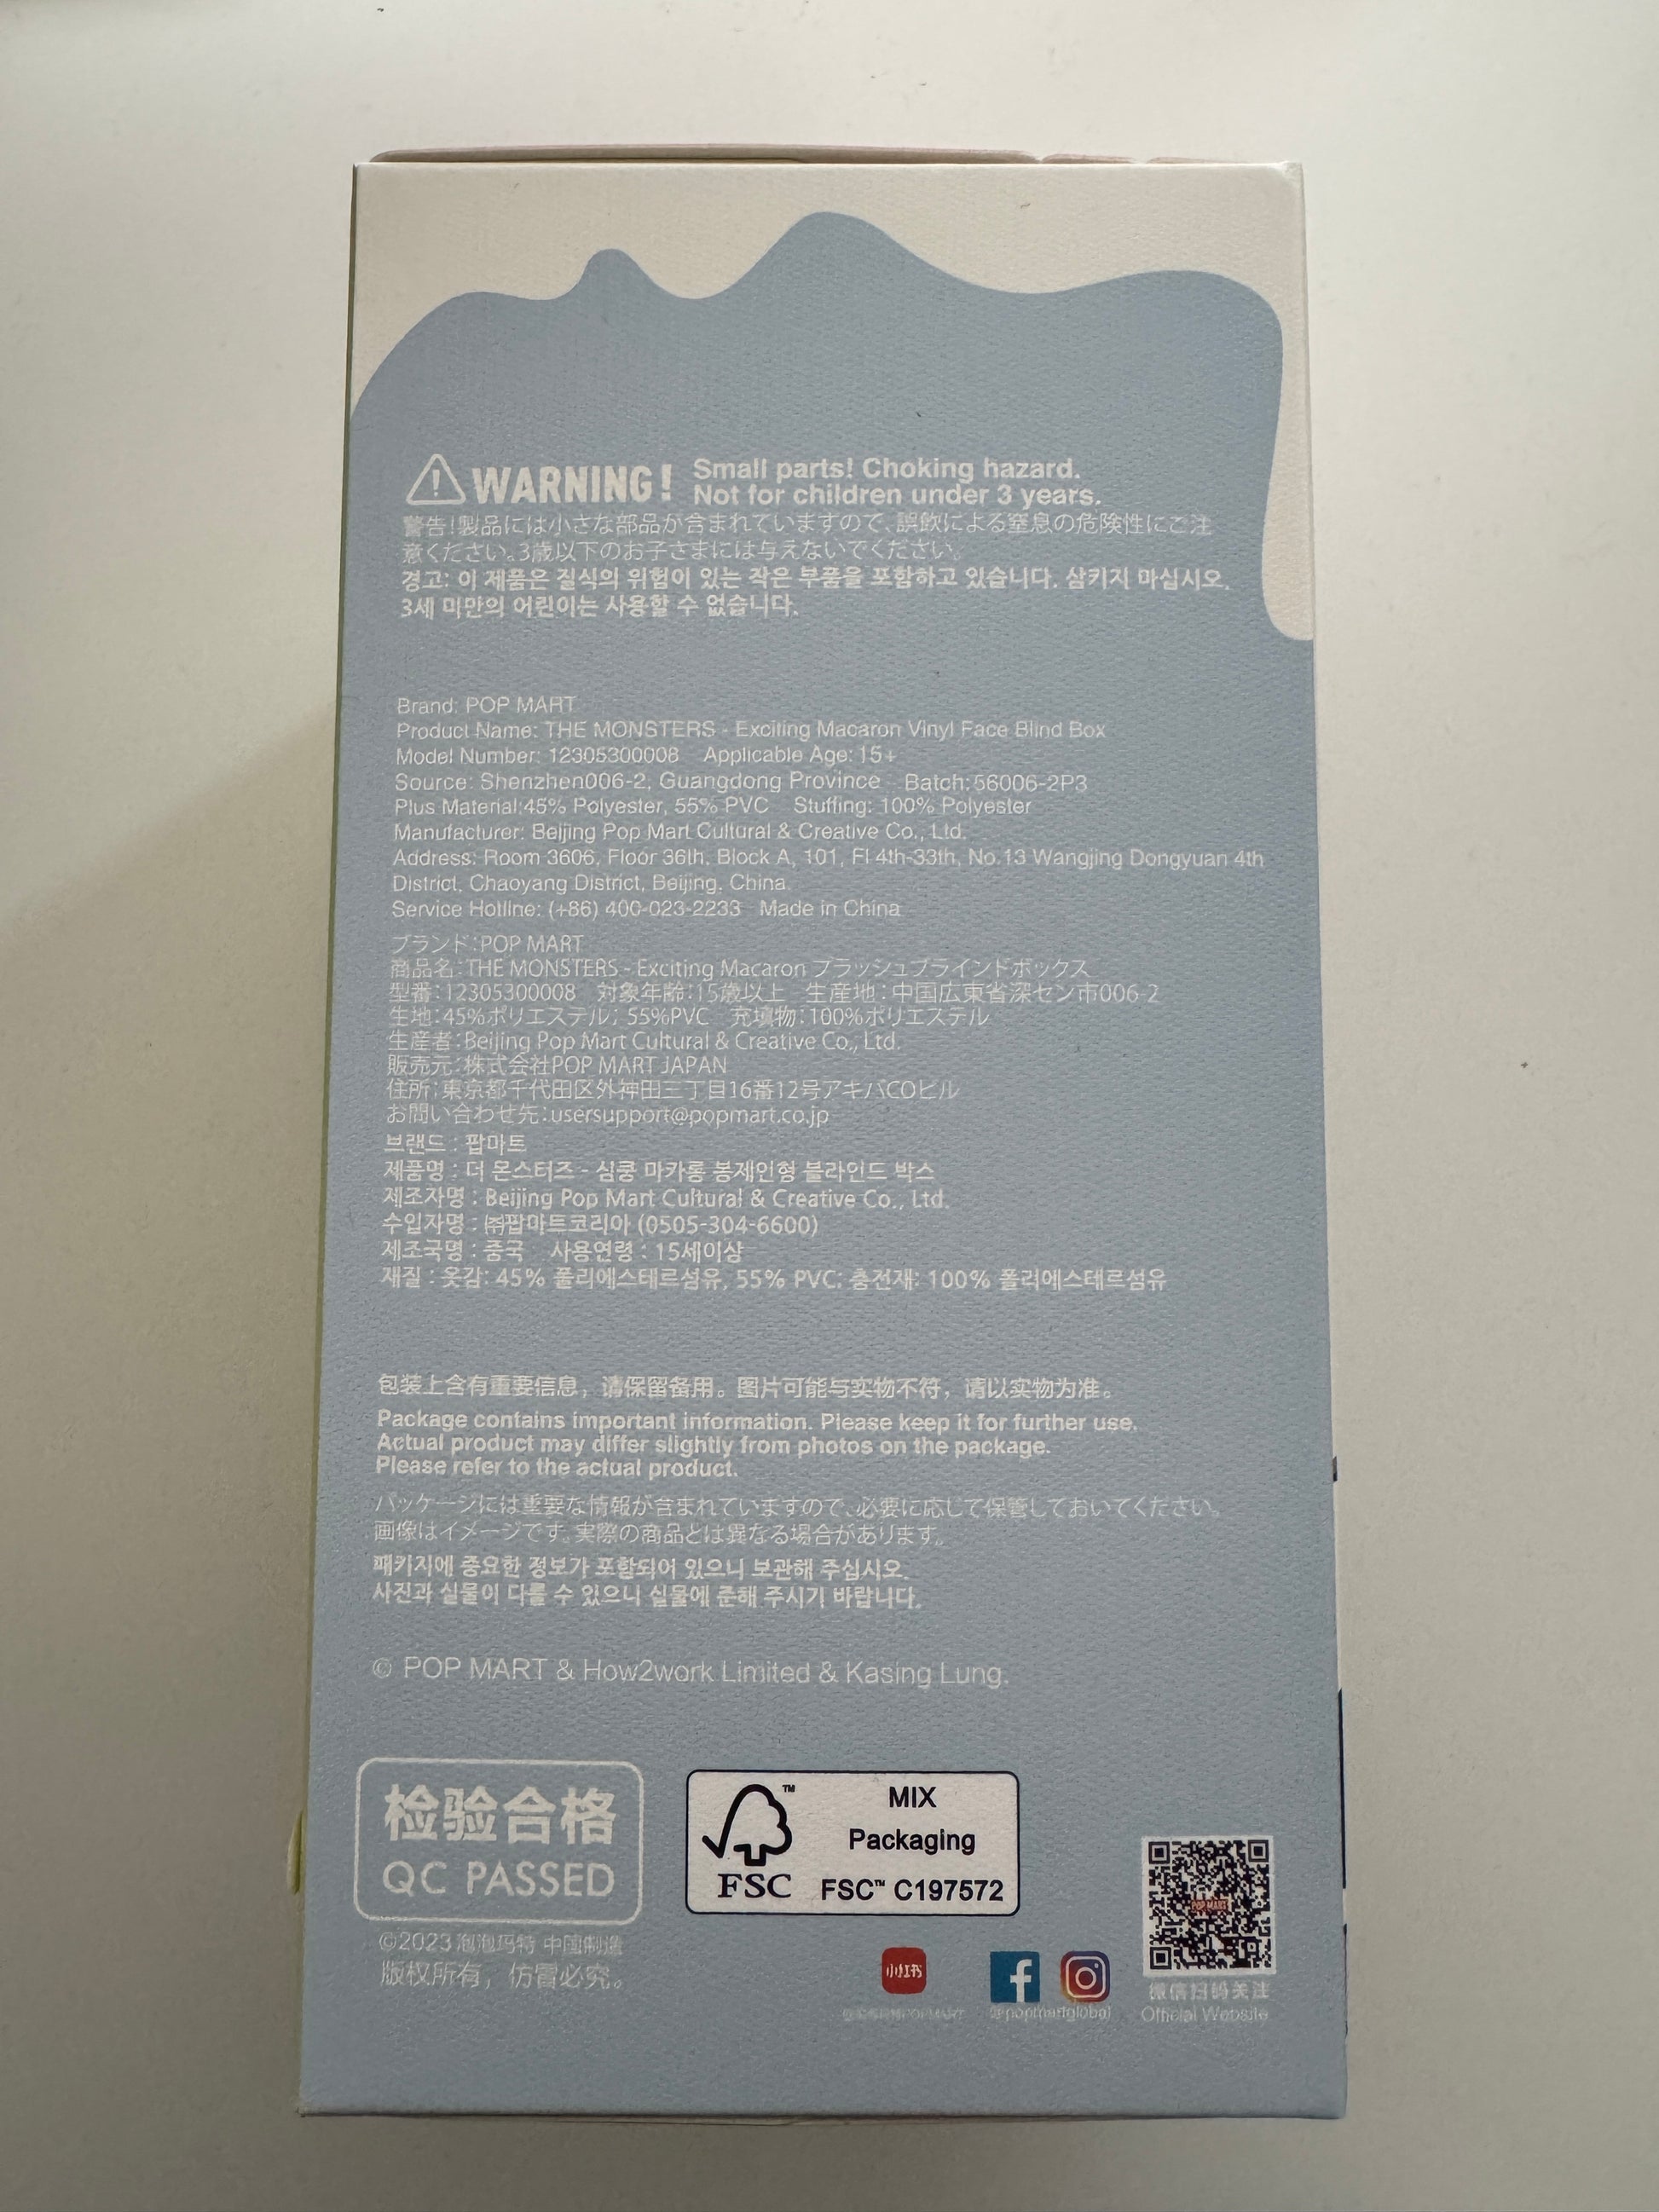 WARNING! Small parts! Choking hazard.
Not for children under 3 years.
警告!製品には小さな部品が含まれていますので、誤飲による窒息の危険性にご注
意ください。3歳以下のお子さまには与えないでください。
경고: 이 제품은 질식의 위험이 있는 작은 부품을 포함하고 있습니다. 삼키지 마십시오.
3세 미만의 어린이는 사용할 수 없습니다.
Brand: POP MART
Product Name: THE MONSTERS - Exciting Macaron Vinyl Face Blind Box
Model Number: 12305300008 Applicable Age: 15+
Source: Shenzhen006-2, Guangdong Province Batch:56006-2P3
Plus Material:45% Polyester, 55% PVC Stuffing: 100% Polyester
Manufacturer: Beijing Pop Mart Cultural & Creative Co., Ltd.
Address: Room 3606, Floor 36th, Block A, 101, Fl 4th-33th, No.13 Wangjing Dongyuan 4th
District, Chaoyang District, Beijing, China.
Service Hotline: (+86) 400-023-2233 Made in China
ブランド:POP MART
商品名:THE MONSTERS - Exciting Macaron プラッシュブラインドボックス
型番:12305300008 対象年齢:15歳以上 生産地:中国広東省深セン市006-2
生地:45%ポリエステル; 55%PVC 充填物:100%ポリエステル
生産者:Beijing Pop Mart Cultural & Creative Co., Ltd.
販売元:株式会社POP MART JAPAN
住所:東京都千代田区外神田三丁目16番12号アキバCOビル
お問い合わせ先:usersupport@popmart.co.jp
브랜드 : 팝마트
제품명 : 더 몬스터즈 - 심쿵 마카롱 봉제인형 블라인드 박스
제조자명 : Beijing Pop Mart Cultural & Creative Co., Ltd.
수입자명 : ㈜팝마트코리아 (0505-304-6600)
제조국명 : 중국 사용연령 : 15세이상
재질 : 옷감: 45% 폴리에스테르섬유, 55% PVC; 충전재: 100% 폴리에스테르섬유
包装上含有重要信息，请保留备用。图片可能与实物不符，请以实物为准。
Package contains important information. Please keep it for further use.
Actual product may differ slightly from photos on the package.
Please refer to the actual product.
パッケージには重要な情報が含まれていますので、必要に応じて保管しておいてください。
画像はイメージです。実際の商品とは異なる場合があります。
패키지에 중요한 정보가 포함되어 있으니 보관해 주십시오.
사진과 실물이 다를 수 있으니 실물에 준해 주시기 바랍니다.
© POP MART & How2work Limited & Kasing Lung.
检验合格
QC PASSED
©2023 泡泡玛特 中国制造
版权所有，仿冒必究。
FSC™
MIX
Packaging
FSC™ C197572
小红书
POP MART
@popmartglobal
POP MART
微信扫码关注
Official Website